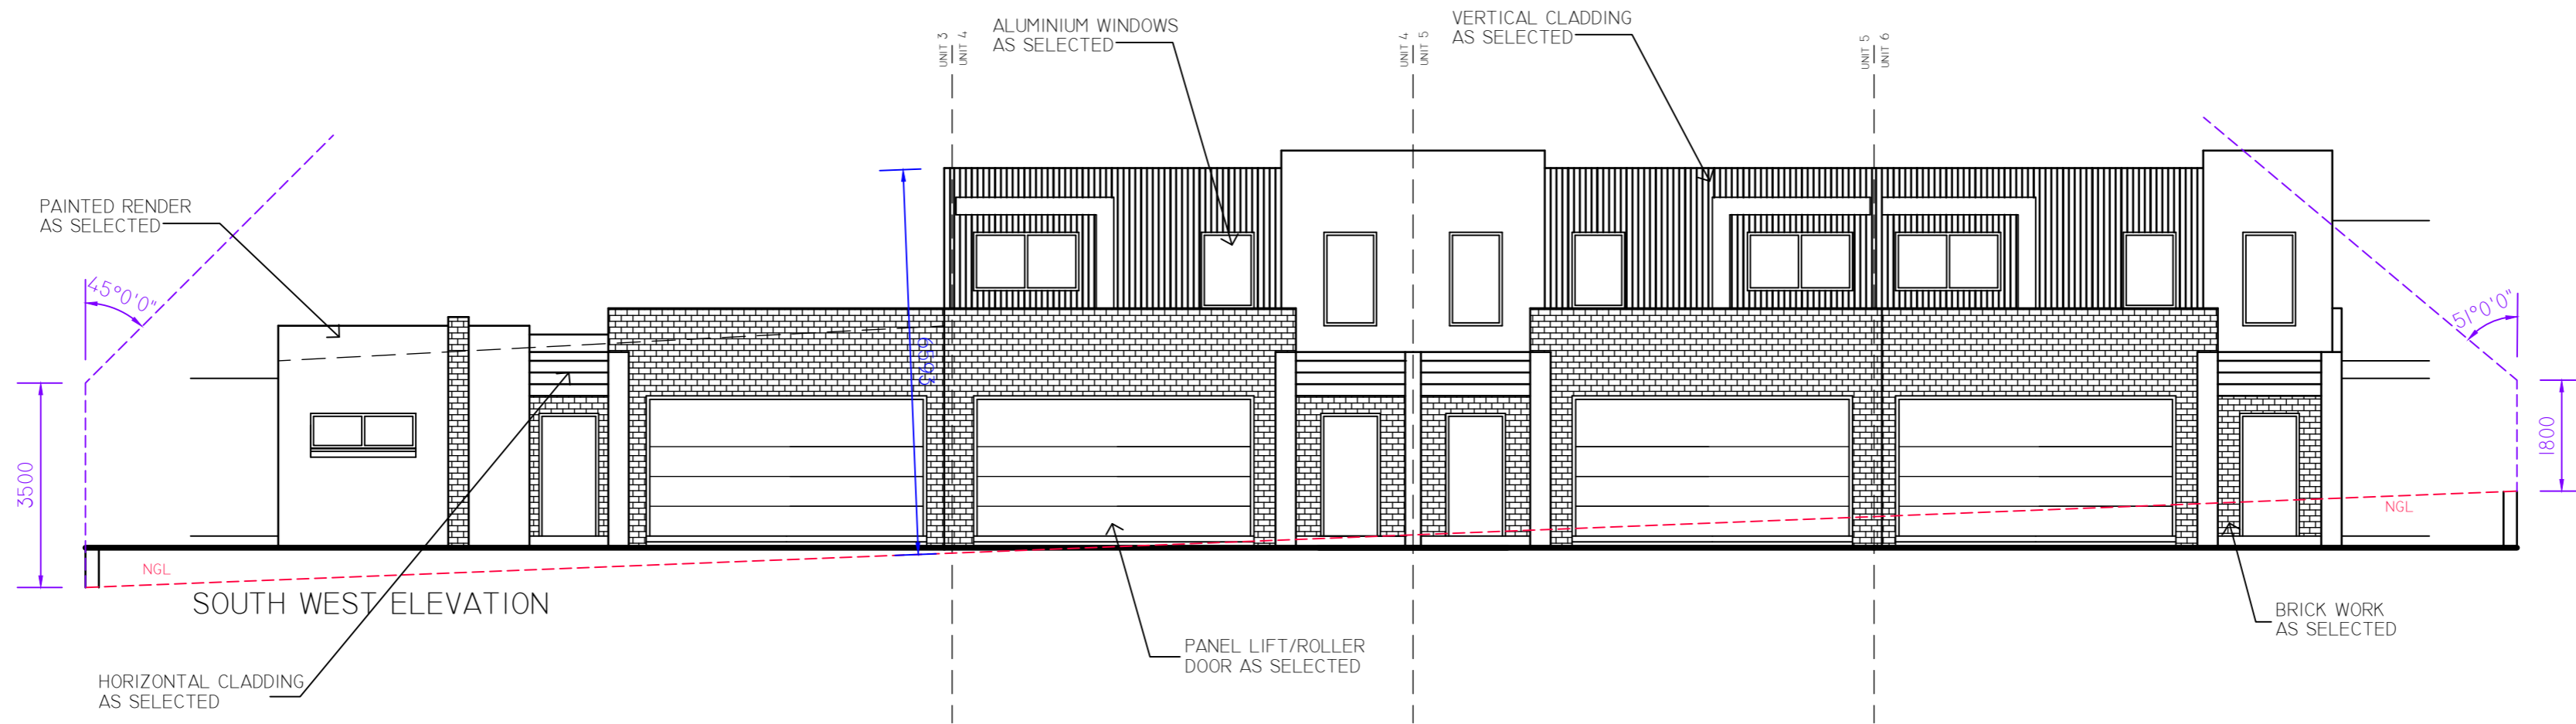 UNIT 3
UNIT 4
ALUMINIUM WINDOWS
AS SELECTED
UNIT 4
UNIT 5
VERTICAL CLADDING
AS SELECTED
UNIT 5
UNIT 6
PAINTED RENDER
AS SELECTED
45°0'0"
51°0'0"
6593
3500
1800
NGL
NGL
SOUTH WEST ELEVATION
HORIZONTAL CLADDING
AS SELECTED
PANEL LIFT/ROLLER
DOOR AS SELECTED
BRICK WORK
AS SELECTED